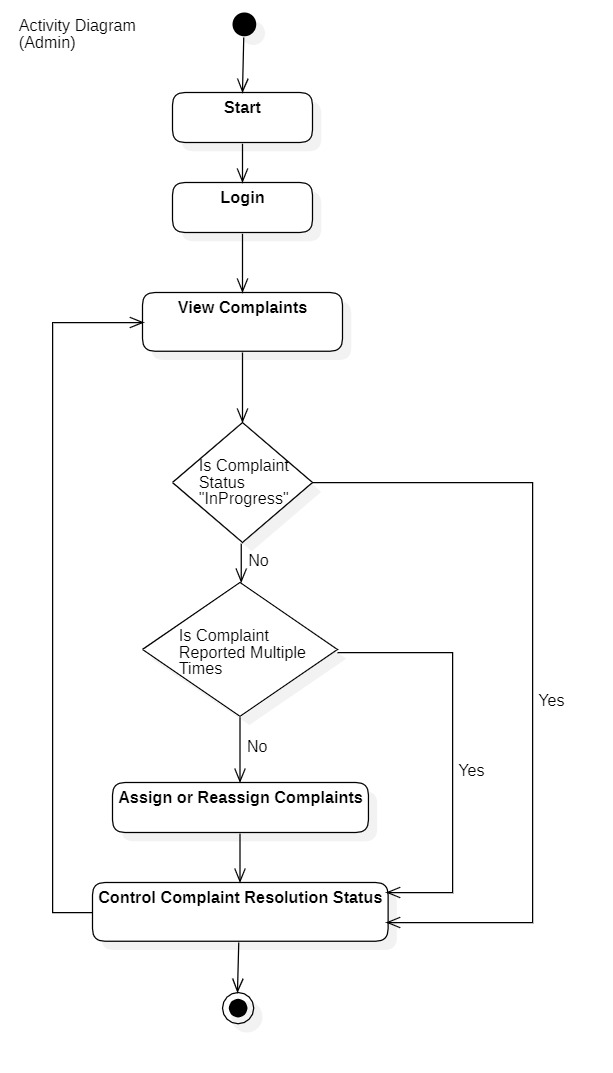 Activity Diagram
(Admin)
Start
Login
View Complaints
Is Complaint
Status
"InProgress"
No
Is Complaint
Reported Multiple
Times
Yes
No
Yes
Assign or Reassign Complaints
Control Complaint Resolution Status